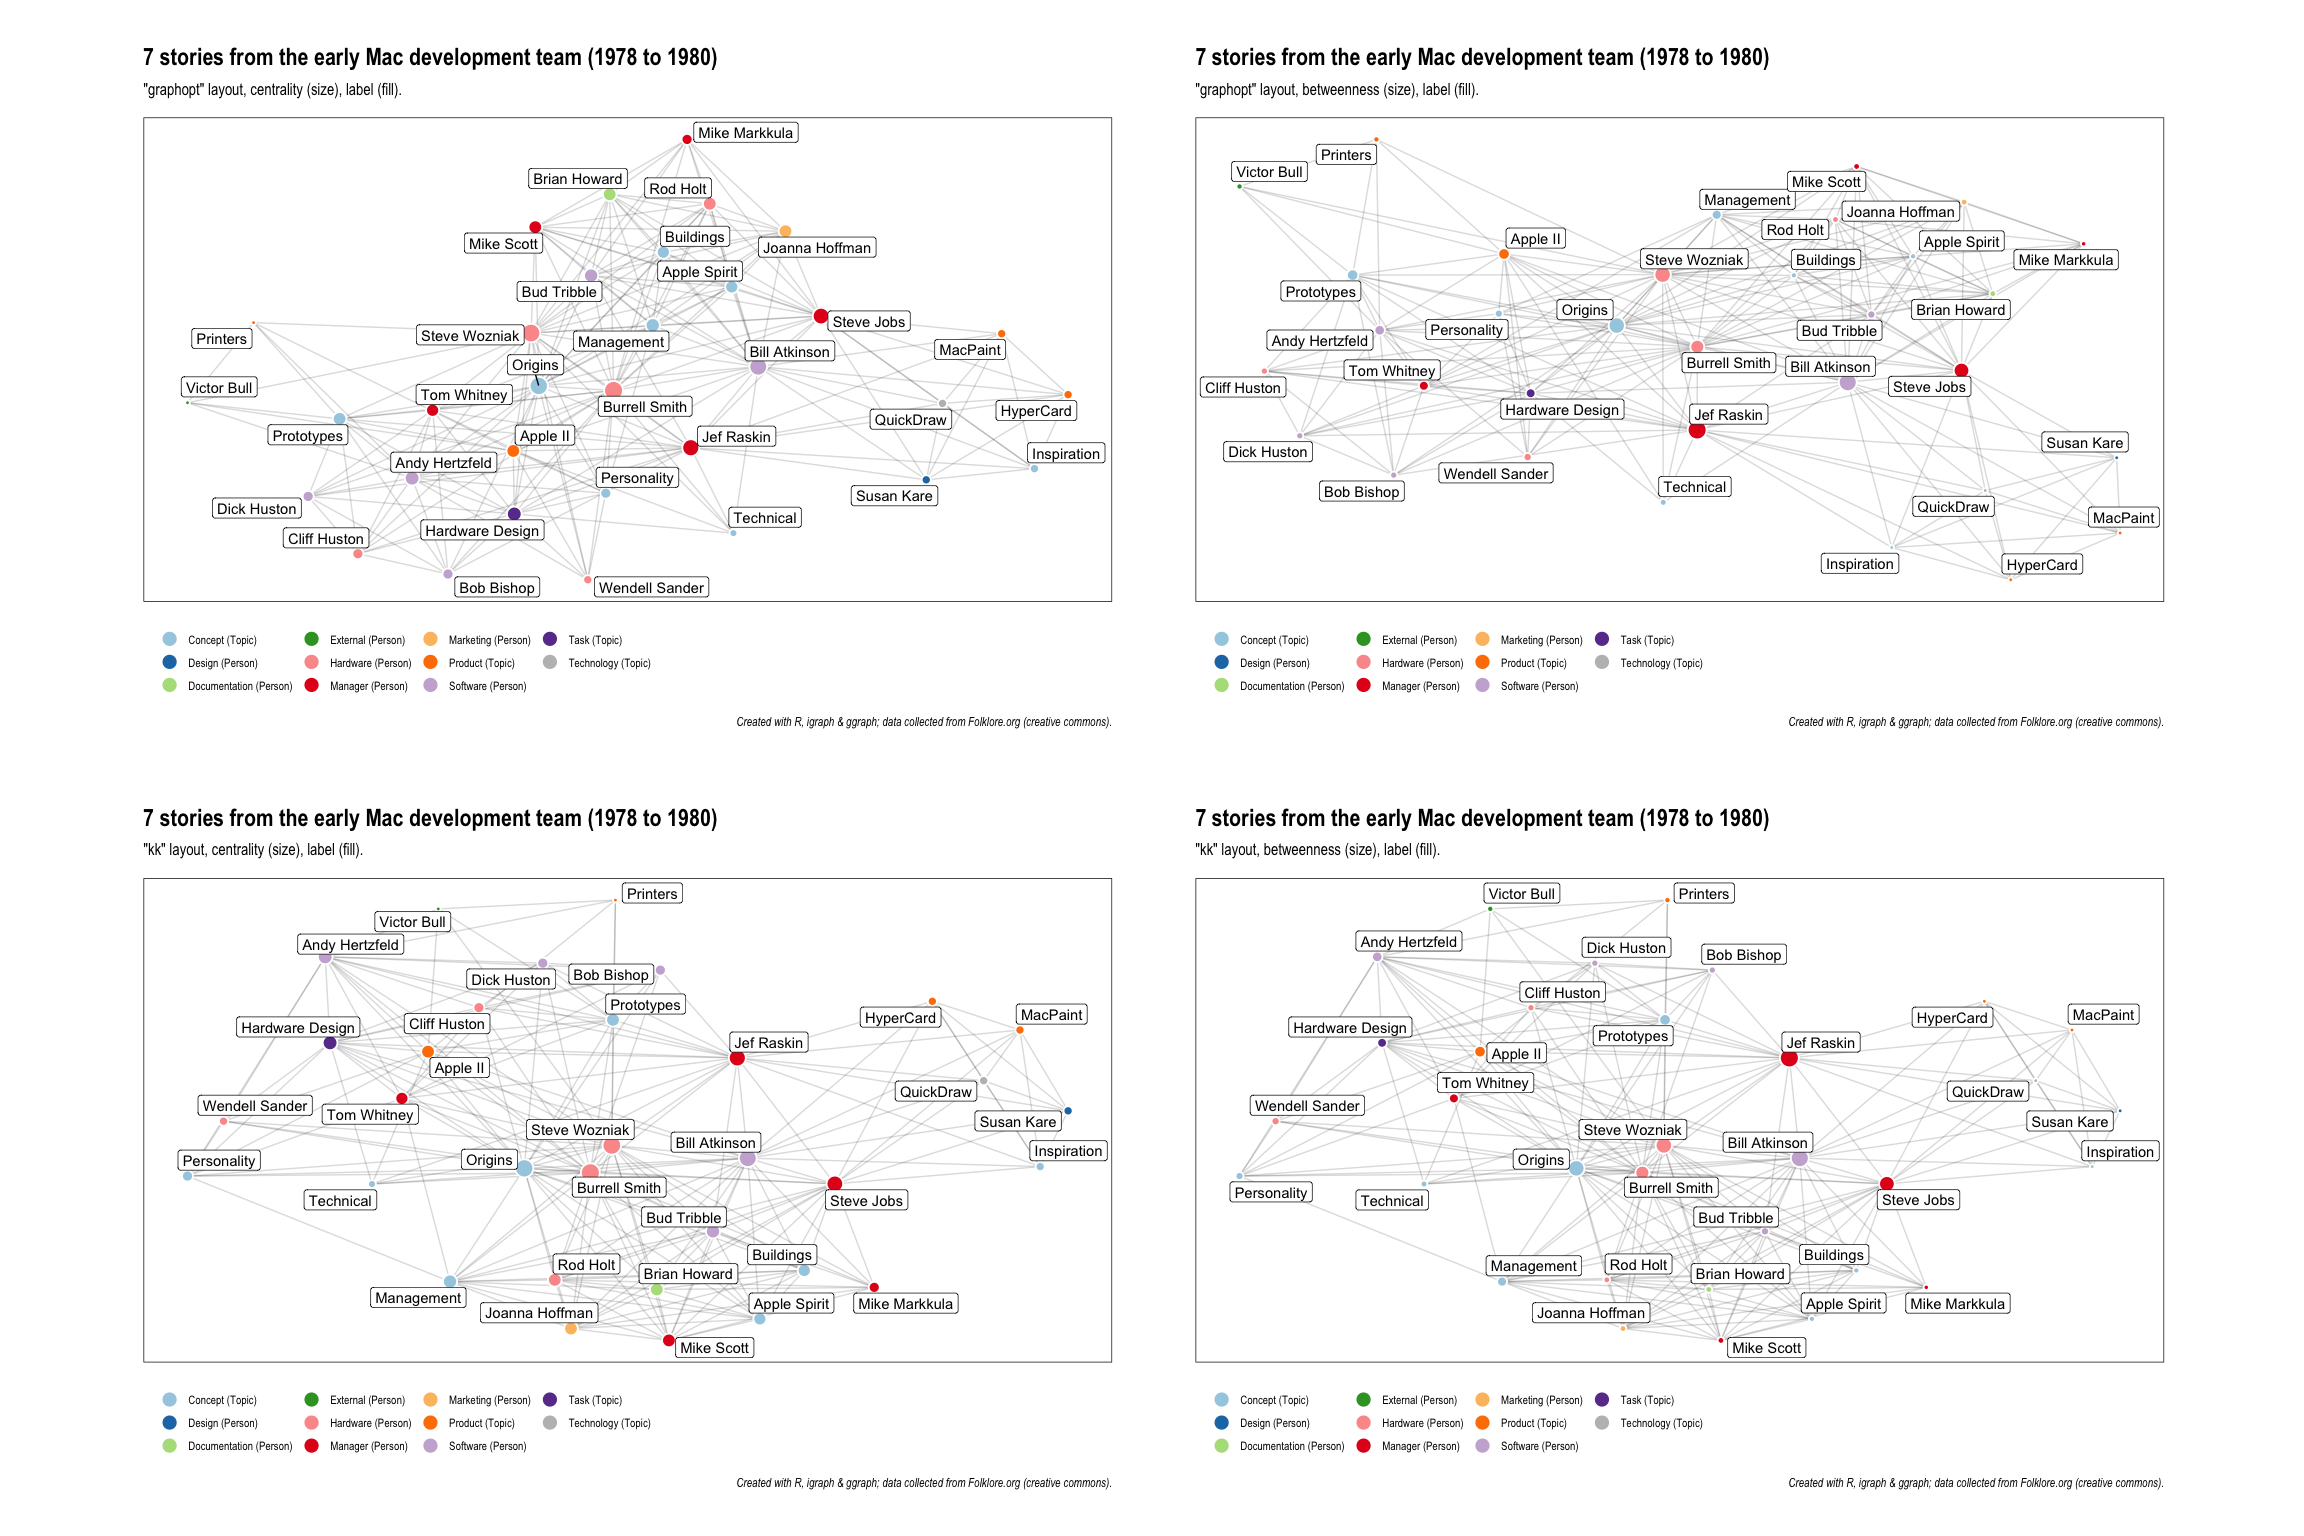 7 stories from the early Mac development team (1978 to 1980)
"graphopt" layout, centrality (size), label (fill).
Mike Markkula
Brian Howard
Rod Holt
Mike Scott
Buildings
Joanna Hoffman
Apple Spirit
Bud Tribble
Steve Jobs
Printers
Steve Wozniak
Management
MacPaint
Bill Atkinson
Origins
Victor Bull
Tom Whitney
Burrell Smith
HyperCard
QuickDraw
Prototypes
Apple II
Jef Raskin
Inspiration
Andy Hertzfeld
Personality
Susan Kare
Dick Huston
Technical
Hardware Design
Cliff Huston
Bob Bishop
Wendell Sander
Concept (Topic)
External (Person)
Marketing (Person)
Task (Topic)
Design (Person)
Hardware (Person)
Product (Topic)
Technology (Topic)
Documentation (Person)
Manager (Person)
Software (Person)
Created with R, igraph & ggraph; data collected from Folklore.org (creative commons).
7 stories from the early Mac development team (1978 to 1980)
"graphopt" layout, betweenness (size), label (fill).
Printers
Victor Bull
Mike Scott
Management
Joanna Hoffman
Rod Holt
Apple II
Apple Spirit
Steve Wozniak
Buildings
Mike Markkula
Prototypes
Origins
Brian Howard
Personality
Bud Tribble
Andy Hertzfeld
Burrell Smith
Bill Atkinson
Tom Whitney
Cliff Huston
Steve Jobs
Hardware Design
Jef Raskin
Susan Kare
Dick Huston
Wendell Sander
Technical
Bob Bishop
QuickDraw
MacPaint
Inspiration
HyperCard
Concept (Topic)
External (Person)
Marketing (Person)
Task (Topic)
Design (Person)
Hardware (Person)
Product (Topic)
Technology (Topic)
Documentation (Person)
Manager (Person)
Software (Person)
Created with R, igraph & ggraph; data collected from Folklore.org (creative commons).
7 stories from the early Mac development team (1978 to 1980)
"kk" layout, centrality (size), label (fill).
Printers
Victor Bull
Andy Hertzfeld
Dick Huston
Bob Bishop
Prototypes
HyperCard
MacPaint
Hardware Design
Cliff Huston
Jef Raskin
Apple II
QuickDraw
Wendell Sander
Tom Whitney
Susan Kare
Steve Wozniak
Bill Atkinson
Inspiration
Personality
Origins
Burrell Smith
Technical
Steve Jobs
Bud Tribble
Buildings
Rod Holt
Brian Howard
Management
Apple Spirit
Mike Markkula
Joanna Hoffman
Mike Scott
Concept (Topic)
External (Person)
Marketing (Person)
Task (Topic)
Design (Person)
Hardware (Person)
Product (Topic)
Technology (Topic)
Documentation (Person)
Manager (Person)
Software (Person)
Created with R, igraph & ggraph; data collected from Folklore.org (creative commons).
7 stories from the early Mac development team (1978 to 1980)
"kk" layout, betweenness (size), label (fill).
Victor Bull
Printers
Andy Hertzfeld
Dick Huston
Bob Bishop
Cliff Huston
HyperCard
MacPaint
Hardware Design
Prototypes
Jef Raskin
Apple II
Tom Whitney
QuickDraw
Wendell Sander
Susan Kare
Steve Wozniak
Bill Atkinson
Inspiration
Origins
Personality
Burrell Smith
Technical
Steve Jobs
Bud Tribble
Buildings
Management
Rod Holt
Brian Howard
Apple Spirit
Mike Markkula
Joanna Hoffman
Mike Scott
Concept (Topic)
External (Person)
Marketing (Person)
Task (Topic)
Design (Person)
Hardware (Person)
Product (Topic)
Technology (Topic)
Documentation (Person)
Manager (Person)
Software (Person)
Created with R, igraph & ggraph; data collected from Folklore.org (creative commons).